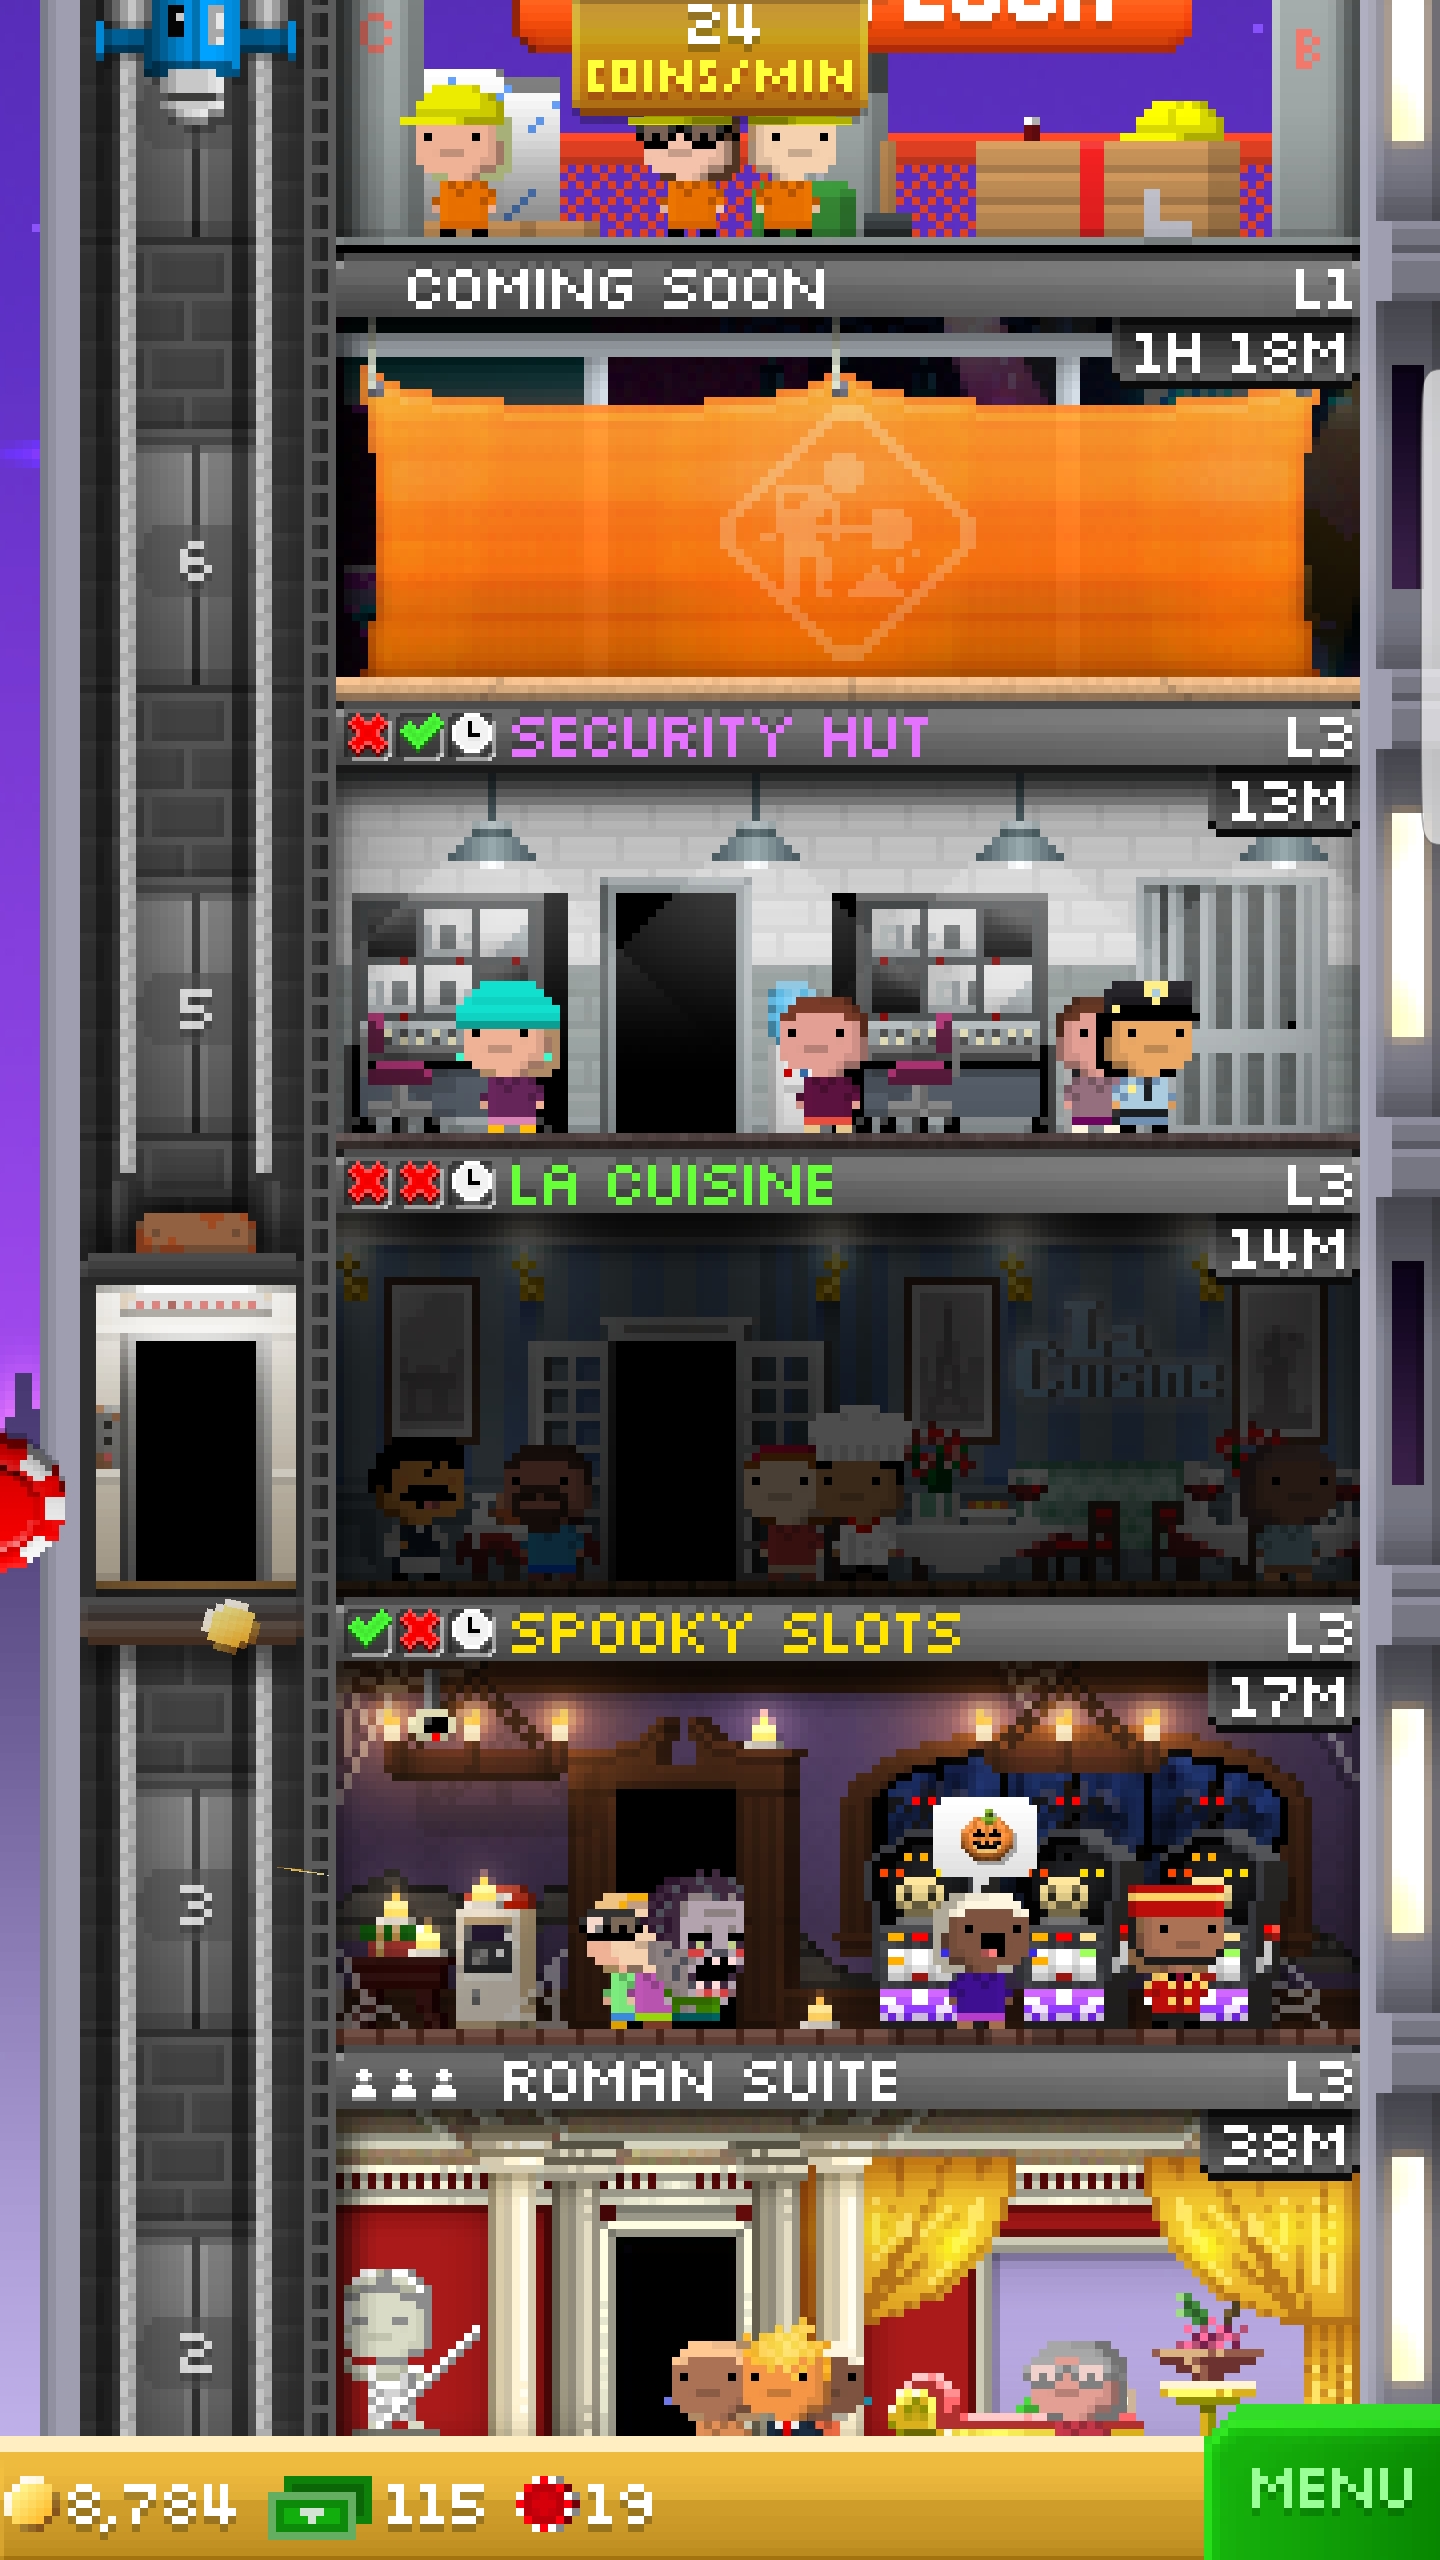 C
24
B
COINS/MIN
COMING SOON L1
1H 18M
6
SECURITY HUT L3
13M
5
LA CUISINE L3
14M
La
Cuisine
SPOOKY SLOTS L3
17M
3
ROMAN SUITE L3
38M
2
8,784 115 19
MENU